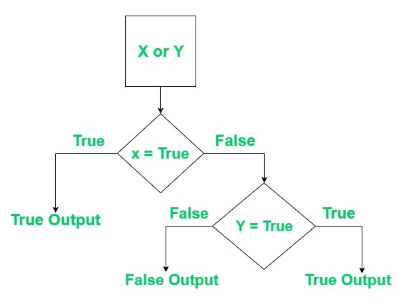 X or Y
True
False
x = True
True Output
False
True
Y = True
False Output
True Output